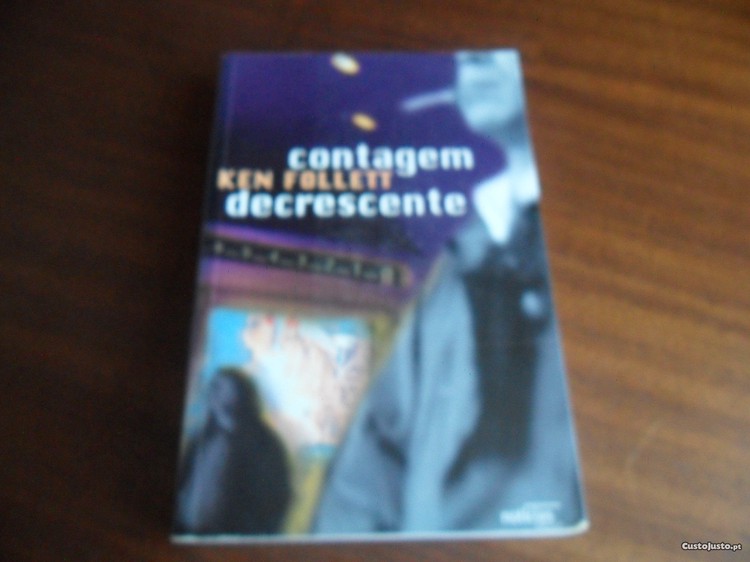 contagem
KEN FOLLETT
decrescente
CustoJusto.pt